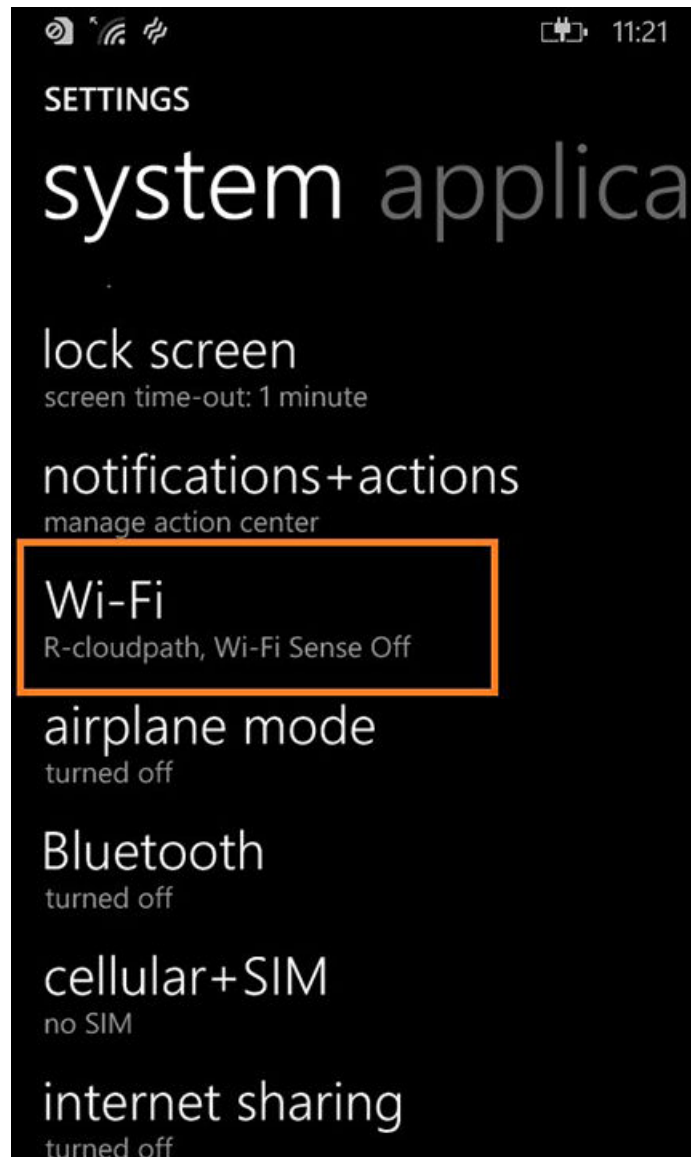 11:21
SETTINGS
system applica
lock screen
screen time-out: 1 minute
notifications+actions
manage action center
Wi-Fi
R-cloudpath, Wi-Fi Sense Off
airplane mode
turned off
Bluetooth
turned off
cellular+SIM
no SIM
internet sharing
turned off